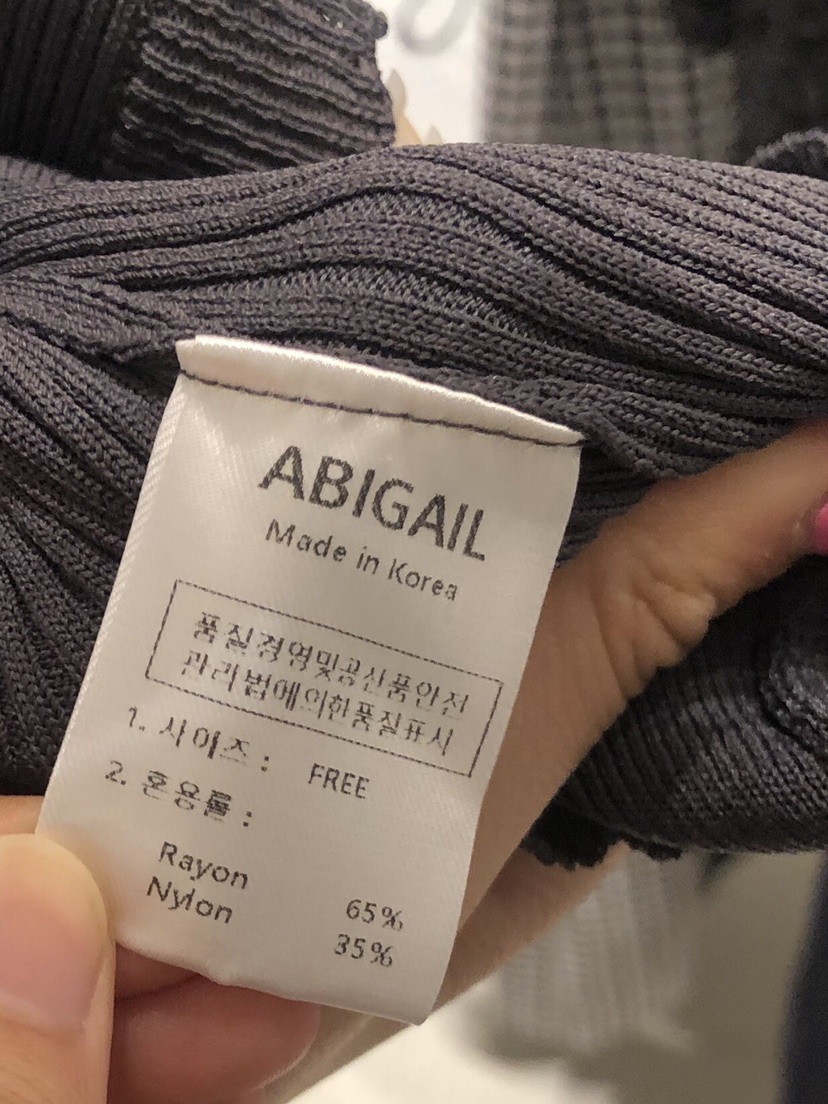 ABIGAIL
Made in Korea
품질경영및공산품안전
관리법에의한품질표시
1. 사이즈 : FREE
2. 혼용률 :
Rayon 65%
Nylon 35%